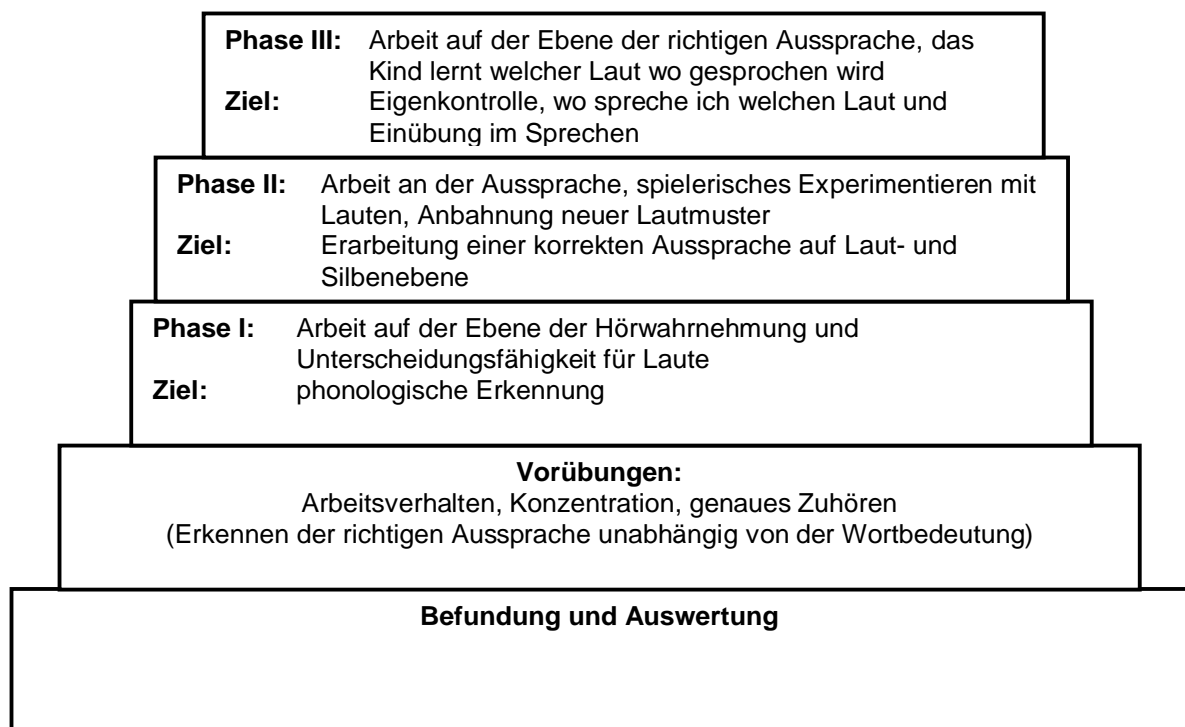 Phase III: Arbeit auf der Ebene der richtigen Aussprache, das
Kind lernt welcher Laut wo gesprochen wird
Ziel: Eigenkontrolle, wo spreche ich welchen Laut und
Einübung im Sprechen
Phase II: Arbeit an der Aussprache, spielerisches Experimentieren mit
Lauten, Anbahnung neuer Lautmuster
Ziel: Erarbeitung einer korrekten Aussprache auf Laut- und
Silbenebene
Phase I: Arbeit auf der Ebene der Hörwahrnehmung und
Unterscheidungsfähigkeit für Laute
Ziel: phonologische Erkennung
Vorübungen:
Arbeitsverhalten, Konzentration, genaues Zuhören
(Erkennen der richtigen Aussprache unabhängig von der Wortbedeutung)
Befundung und Auswertung